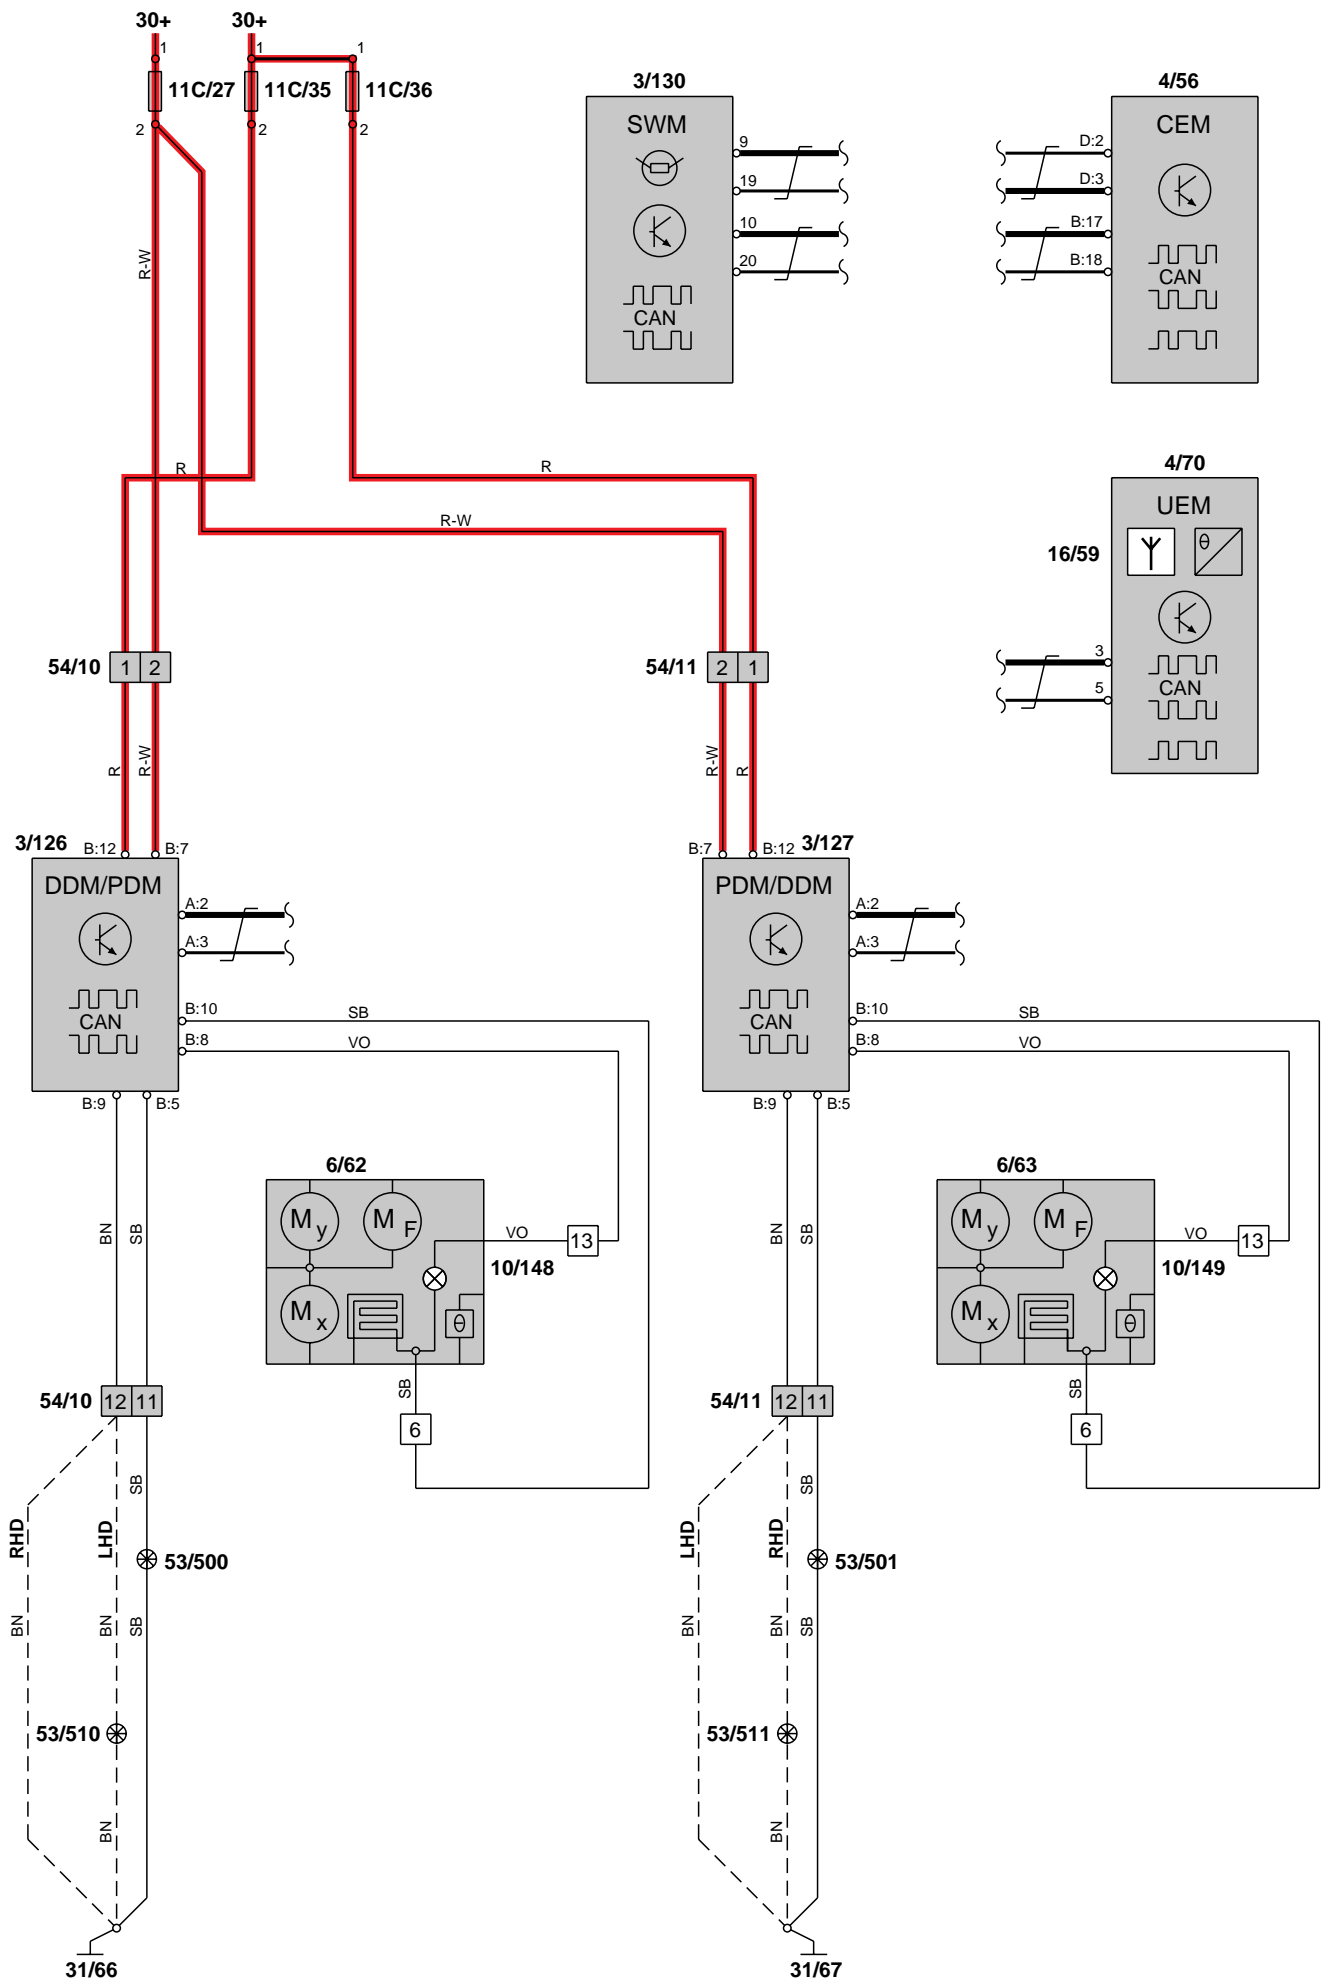 30+ 30+
1 1 1
11C/27 11C/35 11C/36
2 2 2
3/130
SWM
9
19
10
20
CAN
4/56
CEM
D:2
D:3
B:17
B:18
CAN
R-W
R R
R-W
4/70
UEM
16/59
θ
3
5
CAN
54/10 1 2
54/11 2 1
R R-W
R-W R
3/126
B:12 B:7
DDM/PDM
A:2
A:3
CAN
B:10 SB
B:8 VO
B:9 B:5
3/127
B:7 B:12
PDM/DDM
A:2
A:3
CAN
B:10 SB
B:8 VO
B:9 B:5
BN SB
6/62
M y M F
VO 13
10/148
M x θ
SB
6
BN SB
6/63
M y M F
VO 13
10/149
M x θ
SB
6
54/10 12 11
54/11 12 11
SB SB
RHD LHD
LHD RHD
53/500 53/501
BN BN SB
BN BN SB
53/510 53/511
BN BN
31/66 31/67